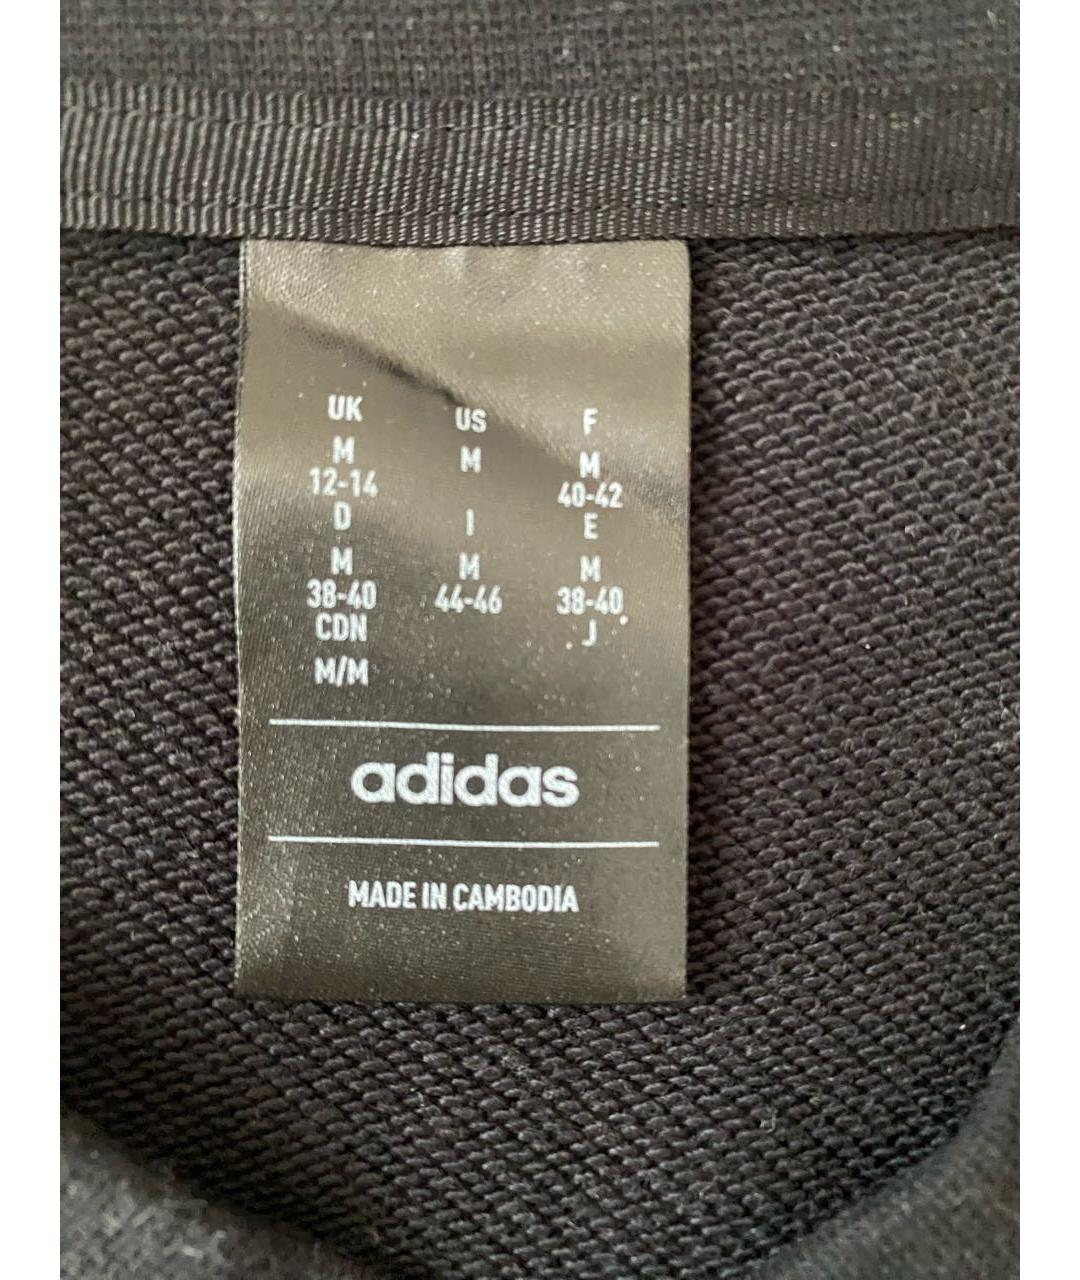 UK US F
M M M
12-14 40-42
D I E
M M M
38-40 44-46 38-40
CDN J
M/M
adidas
MADE IN CAMBODIA